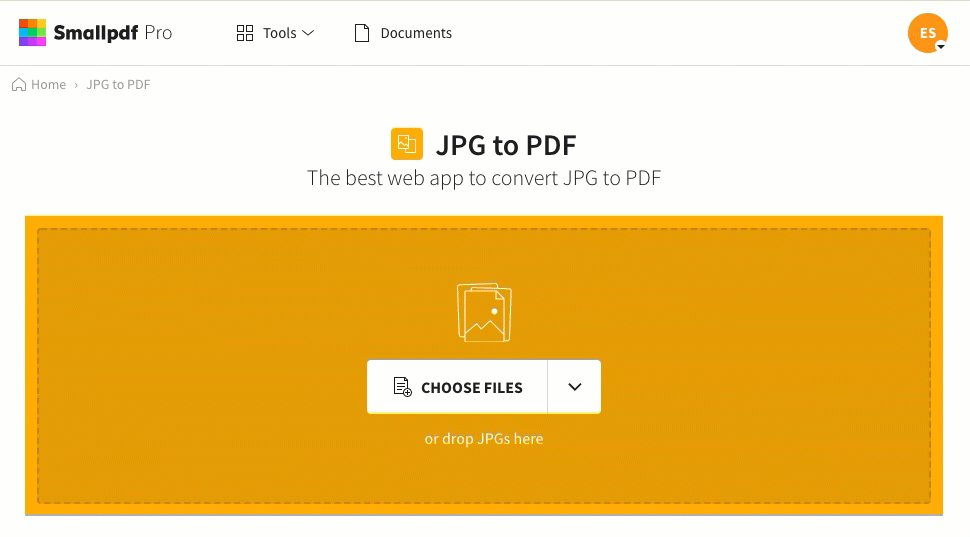 Smallpdf Pro Tools Documents ES
Home › JPG to PDF
JPG to PDF
The best web app to convert JPG to PDF
CHOOSE FILES
or drop JPGs here